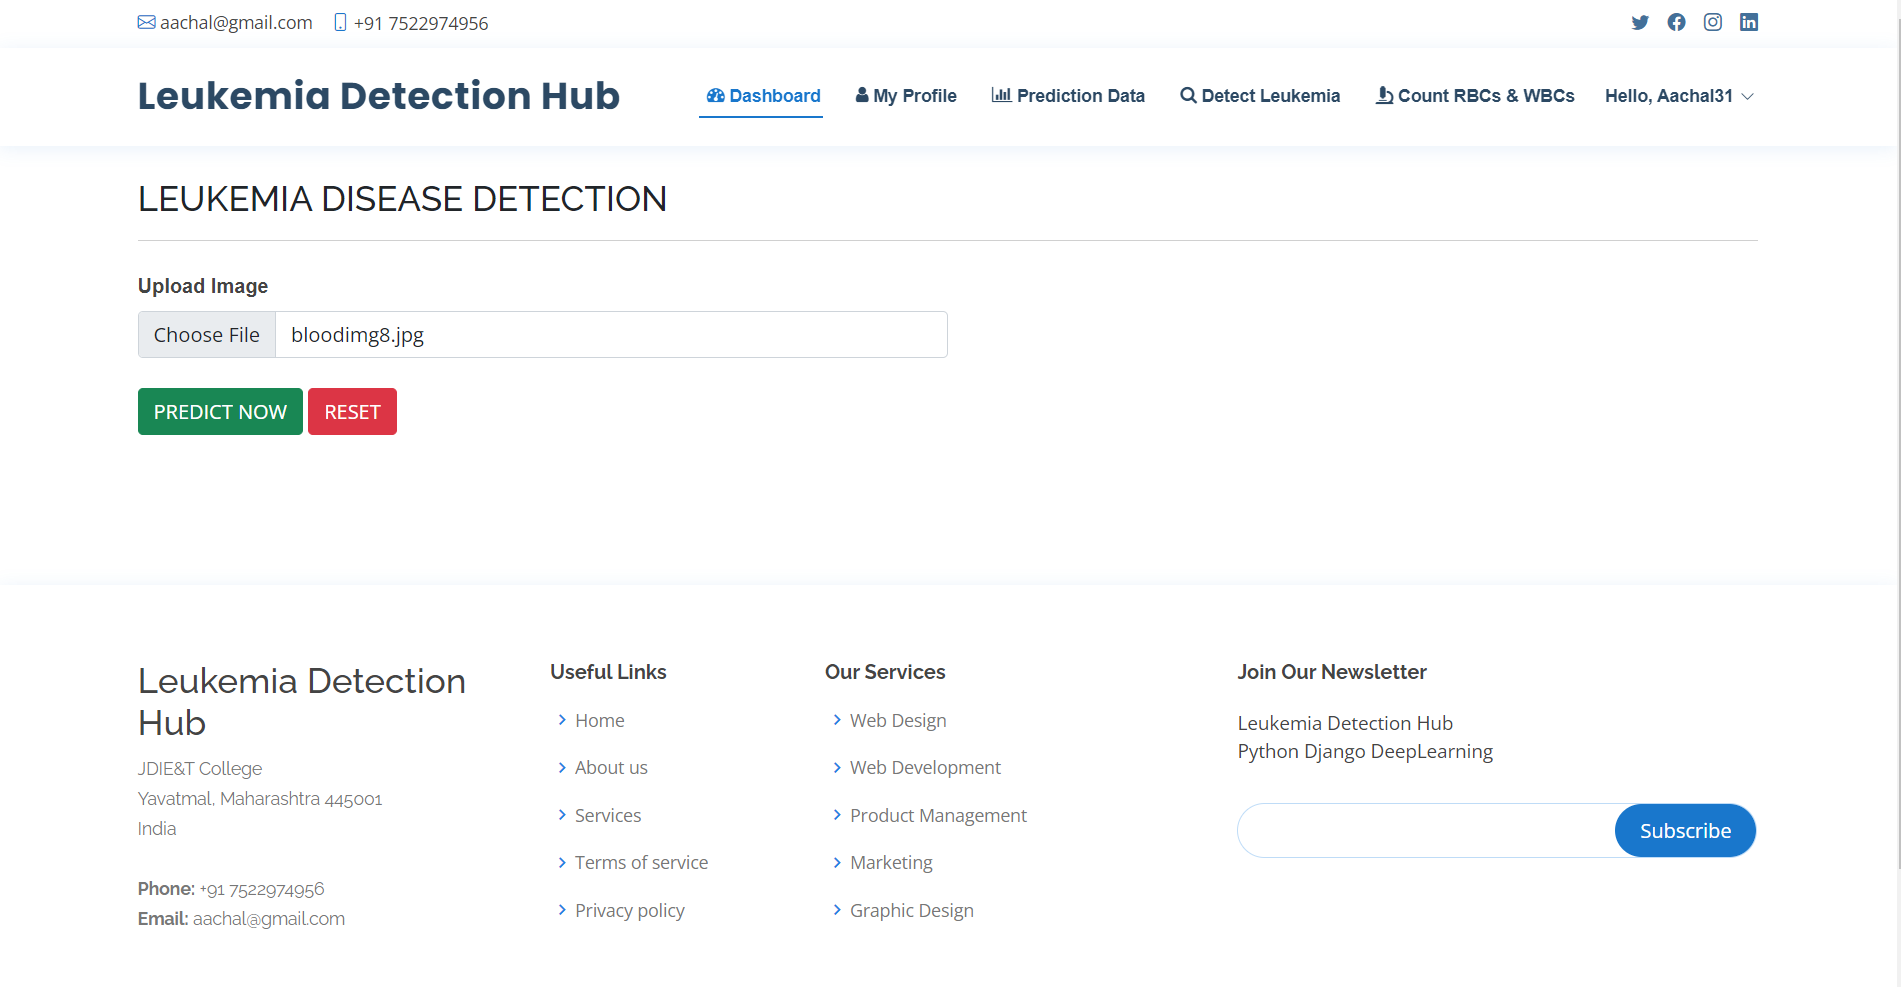 aachal@gmail.com +91 7522974956
Leukemia Detection Hub Dashboard My Profile Prediction Data Detect Leukemia Count RBCs & WBCs Hello, Aachal31
LEUKEMIA DISEASE DETECTION
Upload Image
Choose File bloodimg8.jpg
PREDICT NOW RESET
Leukemia Detection
Hub
JDIE&T College
Yavatmal, Maharashtra 445001
India
Phone: +91 7522974956
Email: aachal@gmail.com
Useful Links
Home
About us
Services
Terms of service
Privacy policy
Our Services
Web Design
Web Development
Product Management
Marketing
Graphic Design
Join Our Newsletter
Leukemia Detection Hub
Python Django DeepLearning
Subscribe